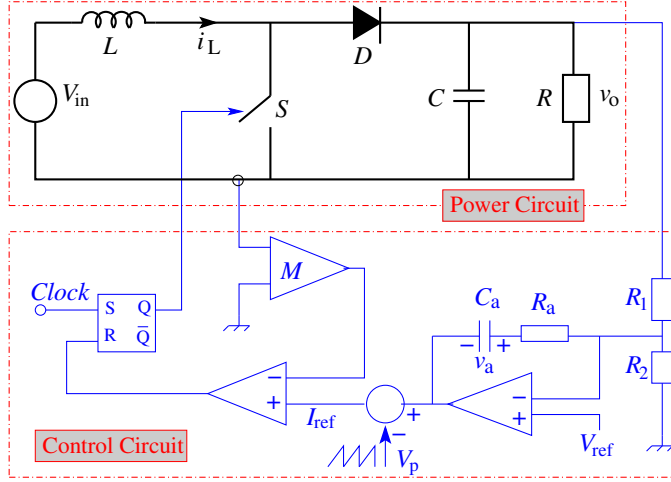 L
i_L
D
V_in
S
C
R
v_o
Power Circuit
M
Clock
S Q
R Q̅
C_a
R_a
R_1
− +
v_a
R_2
−
+
I_ref
+
−
−
+
V_p
V_ref
Control Circuit